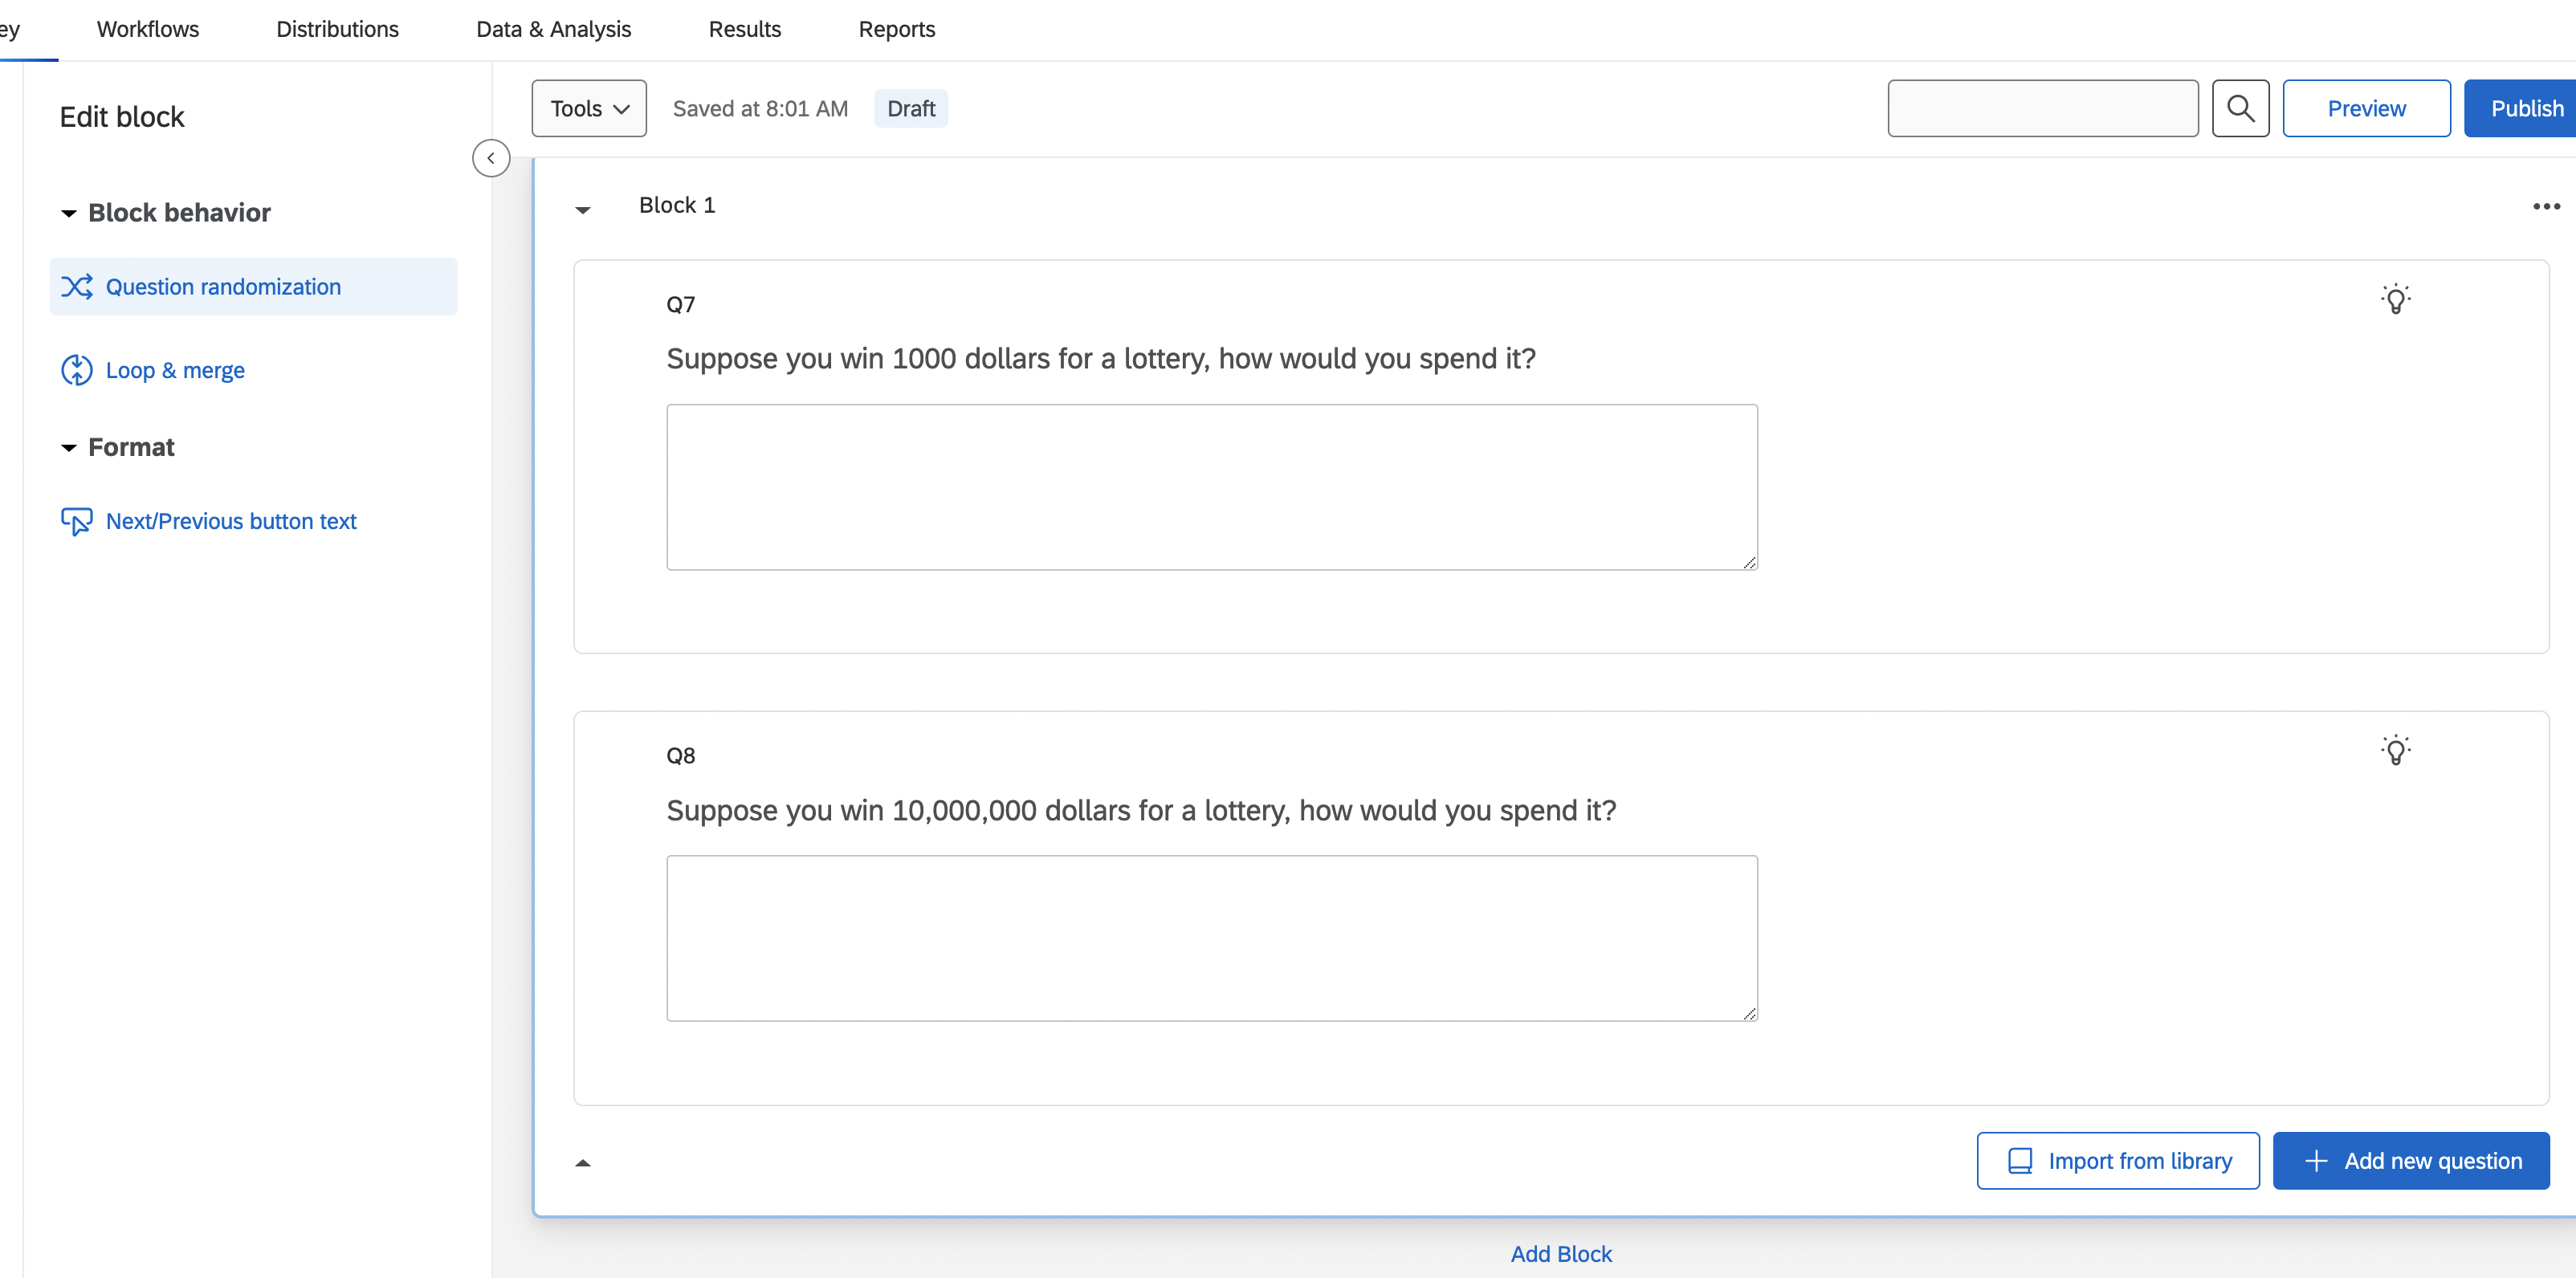 ey Workflows Distributions Data & Analysis Results Reports
Edit block
Block behavior
Question randomization
Loop & merge
Format
Next/Previous button text
Tools Saved at 8:01 AM Draft Preview Publish
Block 1
Q7
Suppose you win 1000 dollars for a lottery, how would you spend it?
Q8
Suppose you win 10,000,000 dollars for a lottery, how would you spend it?
Import from library Add new question
Add Block